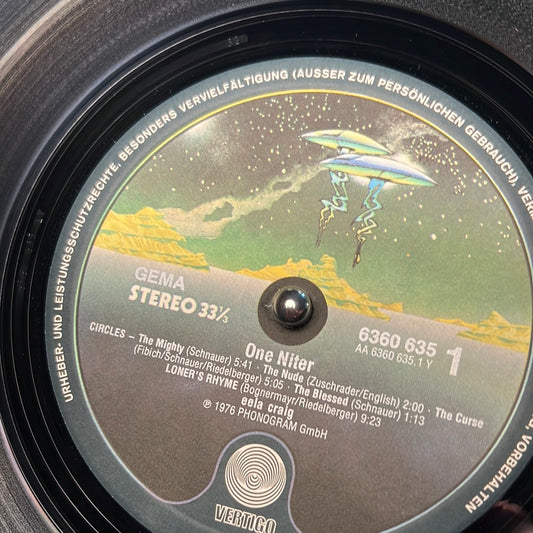 URHEBER- UND LEISTUNGSSCHUTZRECHTE, BESONDERS VERVIELFÄLTIGUNG (AUSSER ZUM PERSÖNLICHEN GEBRAUCH),
VORBEHALTEN
GEMA
STEREO 33⅓
6360 635
AA 6360 635.1 Y
1
One Niter
CIRCLES – The Mighty (Schnauer) 5:41 · The Nude (Zuschrader/English) 2:00 · The Curse
(Fibich/Schnauer/Riedelberger) 5:05 · The Blessed (Schnauer) 1:13
LONER'S RHYME (Bognermayr/Riedelberger) 9:23
eela craig
℗ 1976 PHONOGRAM GmbH
VERTIGO